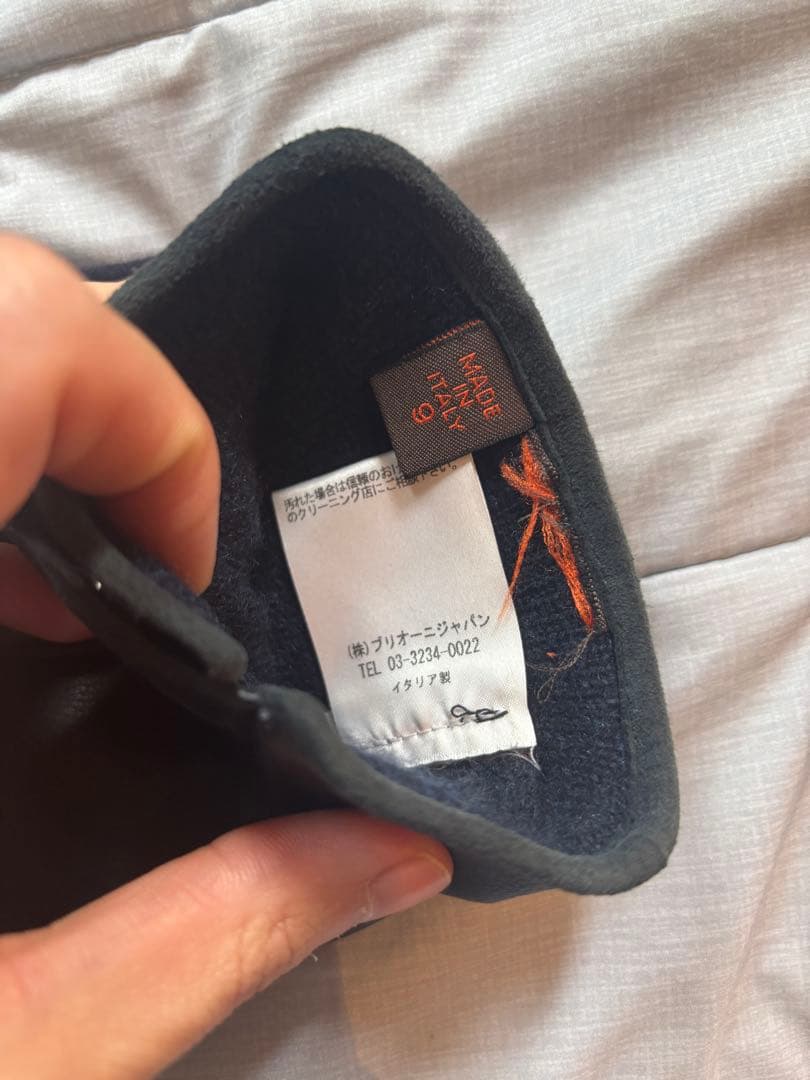 MADE
IN
ITALY
9
汚れた場合は信頼のお
のクリーニング店にご相談下さい。
(株)ブリオーニジャパン
TEL 03-3234-0022
イタリア製